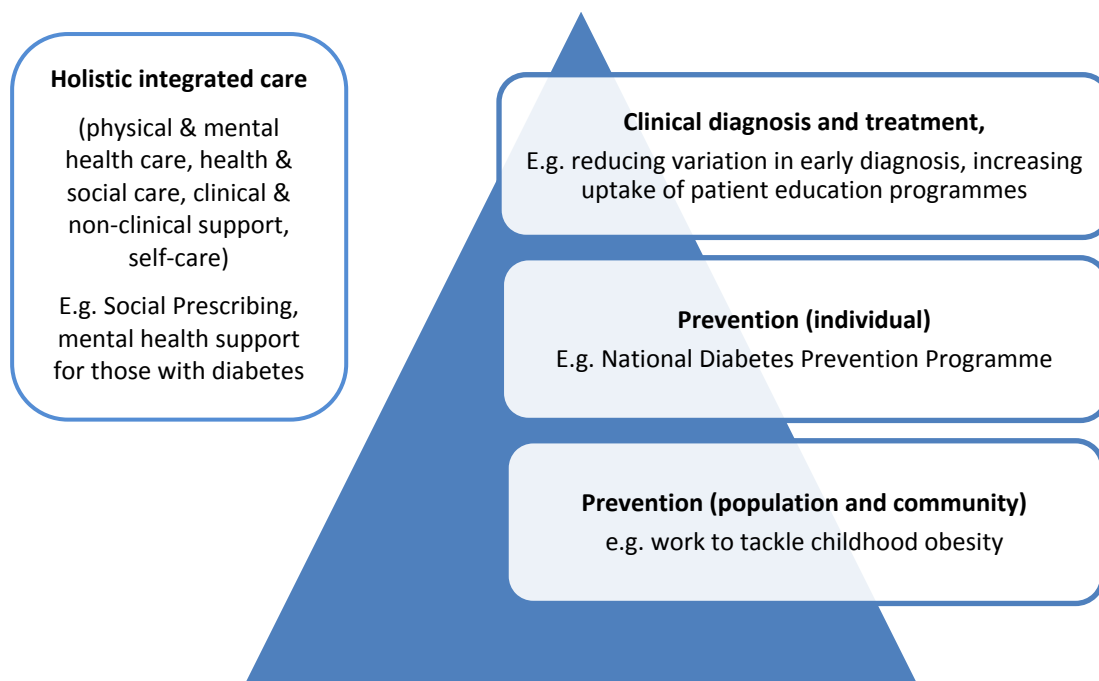 Holistic integrated care
(physical & mental
health care, health &
social care, clinical &
non-clinical support,
self-care)
E.g. Social Prescribing,
mental health support
for those with diabetes
Clinical diagnosis and treatment,
E.g. reducing variation in early diagnosis, increasing
uptake of patient education programmes
Prevention (individual)
E.g. National Diabetes Prevention Programme
Prevention (population and community)
e.g. work to tackle childhood obesity